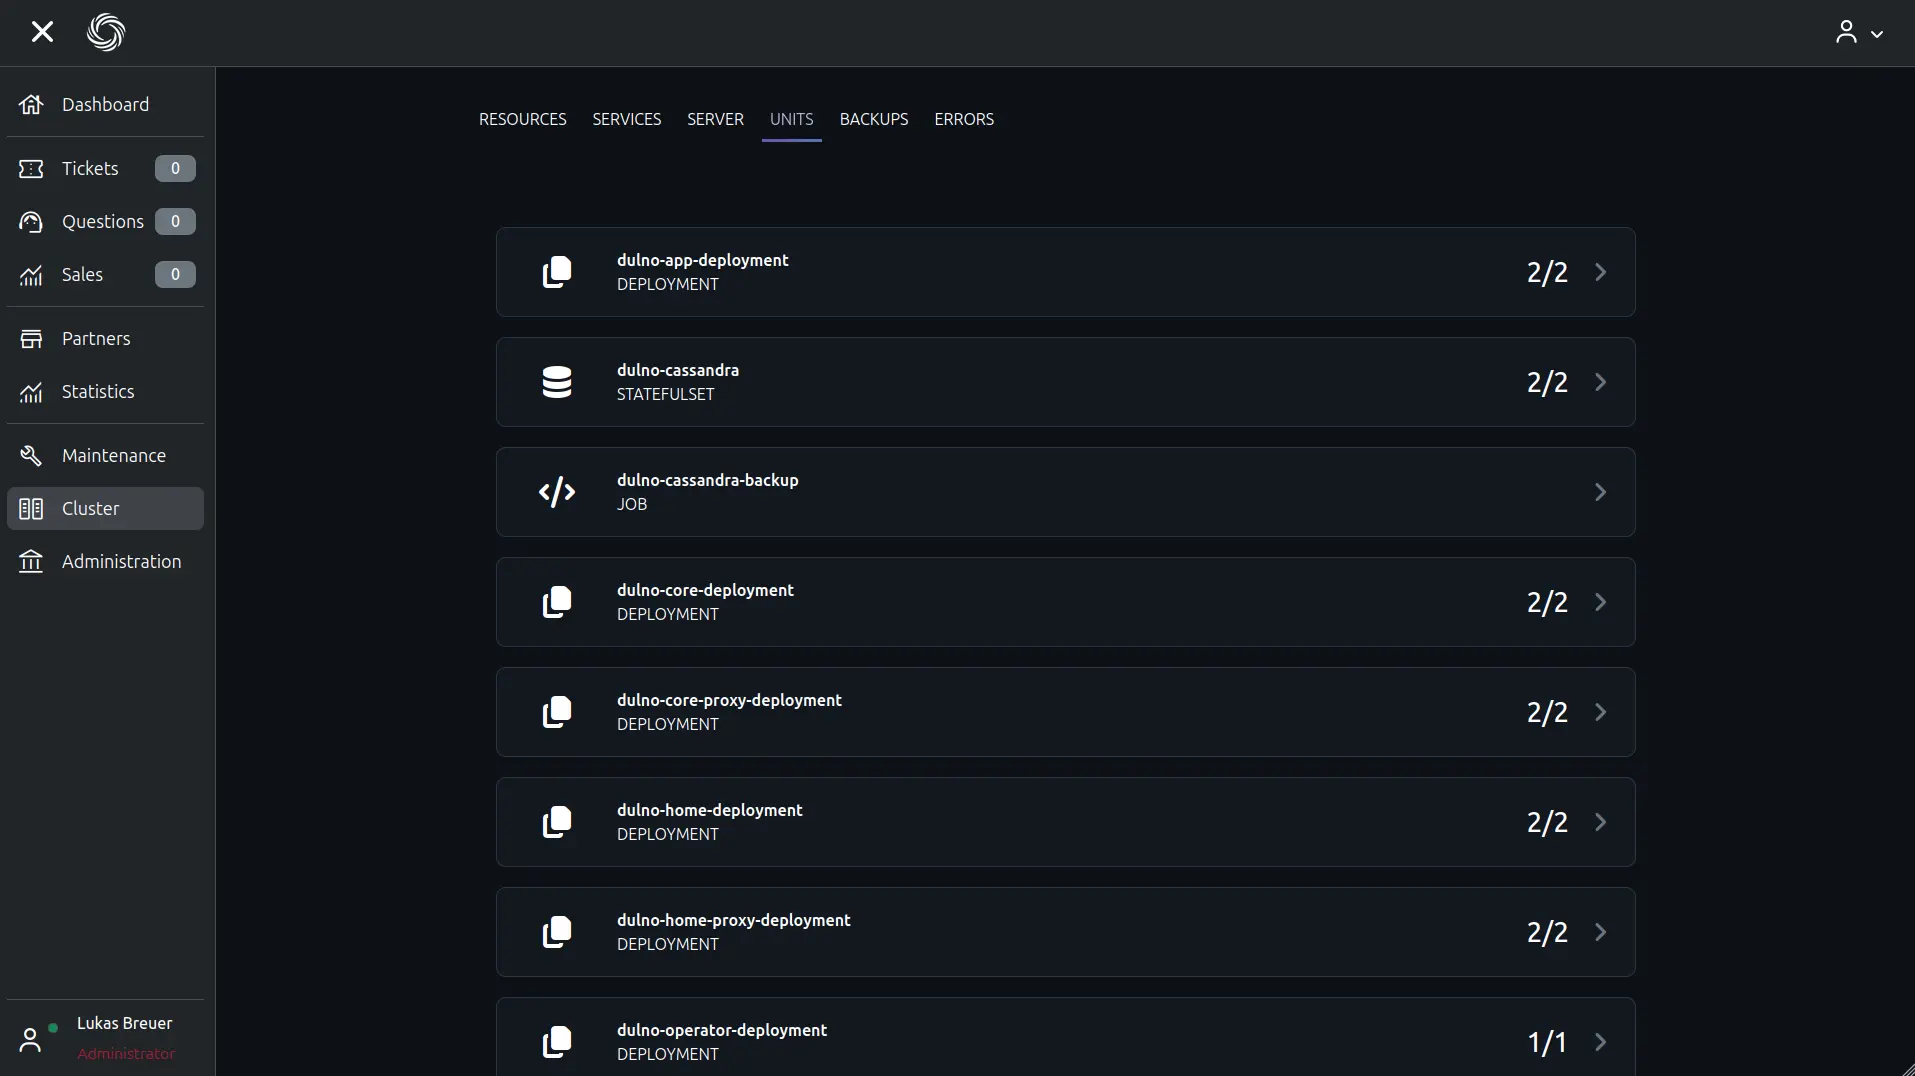 Dashboard
Tickets 0
Questions 0
Sales 0
Partners
Statistics
Maintenance
Cluster
Administration
Lukas Breuer
Administrator
RESOURCES SERVICES SERVER UNITS BACKUPS ERRORS
dulno-app-deployment
DEPLOYMENT
2/2
dulno-cassandra
STATEFULSET
2/2
dulno-cassandra-backup
JOB
dulno-core-deployment
DEPLOYMENT
2/2
dulno-core-proxy-deployment
DEPLOYMENT
2/2
dulno-home-deployment
DEPLOYMENT
2/2
dulno-home-proxy-deployment
DEPLOYMENT
2/2
dulno-operator-deployment
DEPLOYMENT
1/1